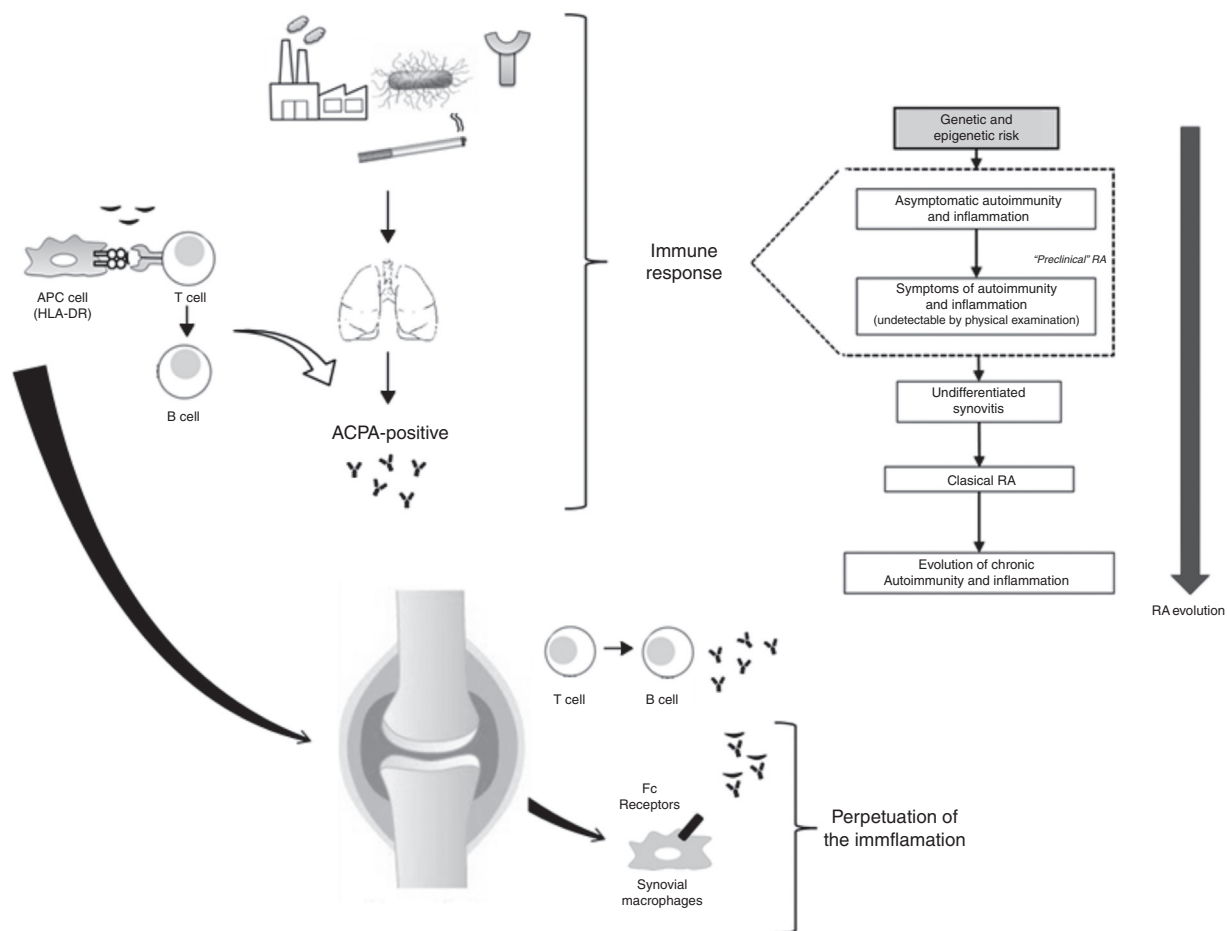 APC cell
(HLA-DR)
T cell
B cell
ACPA-positive
Immune
response
Genetic and
epigenetic risk
Asymptomatic autoimmunity
and inflammation
"Preclinical" RA
Symptoms of autoimmunity
and inflammation
(undetectable by physical examination)
Undifferentiated
synovitis
Clasical RA
Evolution of chronic
Autoimmunity and inflammation
RA evolution
T cell
B cell
Fc
Receptors
Synovial
macrophages
Perpetuation of
the immflamation